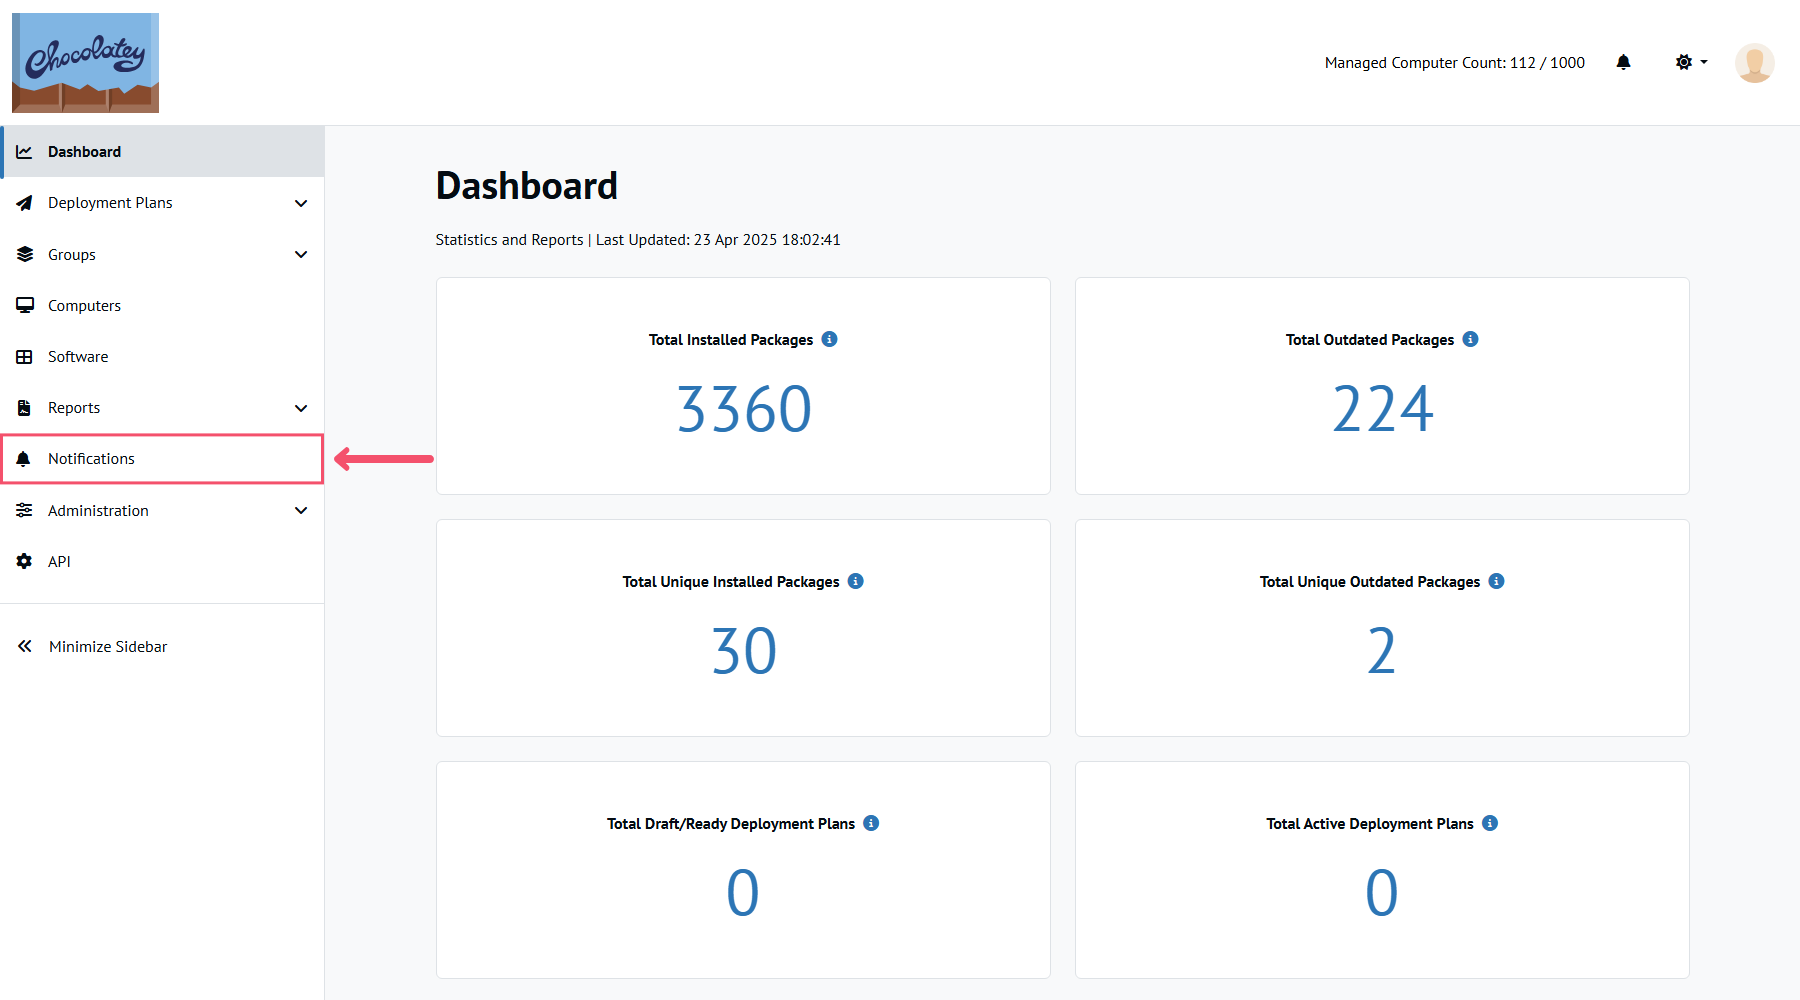 Chocolatey
Managed Computer Count: 112 / 1000
Dashboard
Deployment Plans
Groups
Computers
Software
Reports
Notifications
Administration
API
Minimize Sidebar
Dashboard
Statistics and Reports | Last Updated: 23 Apr 2025 18:02:41
Total Installed Packages
3360
Total Outdated Packages
224
Total Unique Installed Packages
30
Total Unique Outdated Packages
2
Total Draft/Ready Deployment Plans
0
Total Active Deployment Plans
0